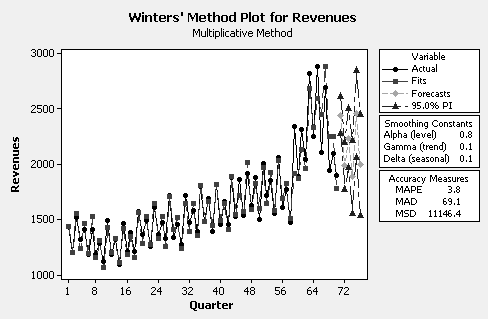 Winters' Method Plot for Revenues
Multiplicative Method
Revenues
3000
2500
2000
1500
1000
1 8 16 24 32 40 48 56 64 72
Quarter
Variable
Actual
Fits
Forecasts
95.0% PI
Smoothing Constants
Alpha (level) 0.8
Gamma (trend) 0.1
Delta (seasonal) 0.1
Accuracy Measures
MAPE 3.8
MAD 69.1
MSD 11146.4